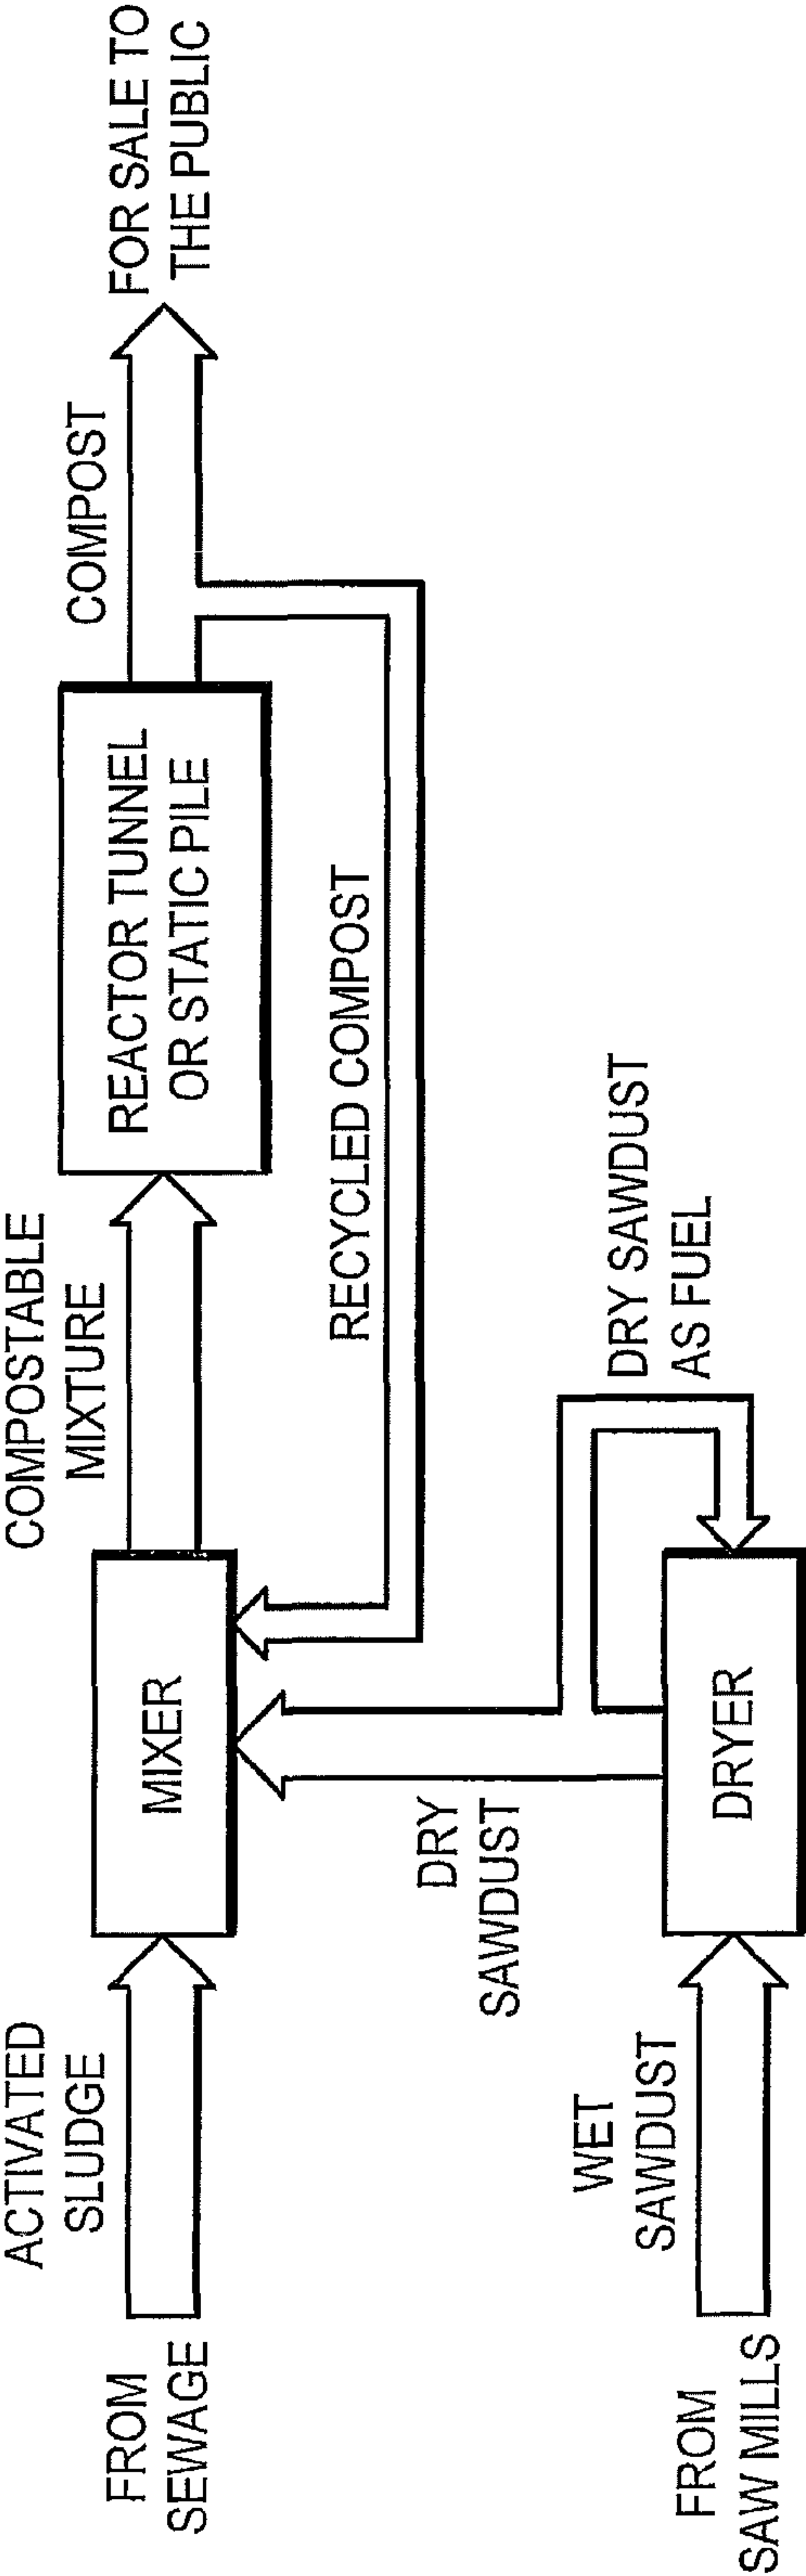 FROM
SEWAGE
ACTIVATED
SLUDGE
MIXER
COMPOSTABLE
MIXTURE
REACTOR TUNNEL
OR STATIC PILE
COMPOST
FOR SALE TO
THE PUBLIC
RECYCLED COMPOST
DRY
SAWDUST
DRY SAWDUST
AS FUEL
FROM
SAW MILLS
WET
SAWDUST
DRYER